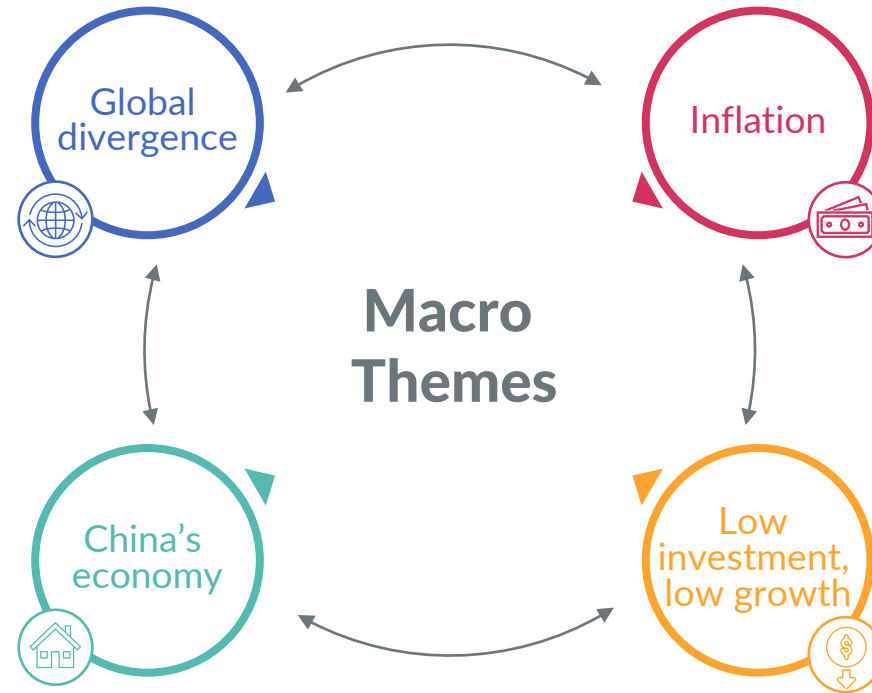 Global
divergence
Inflation
Macro
Themes
China’s
economy
Low
investment,
low growth
$